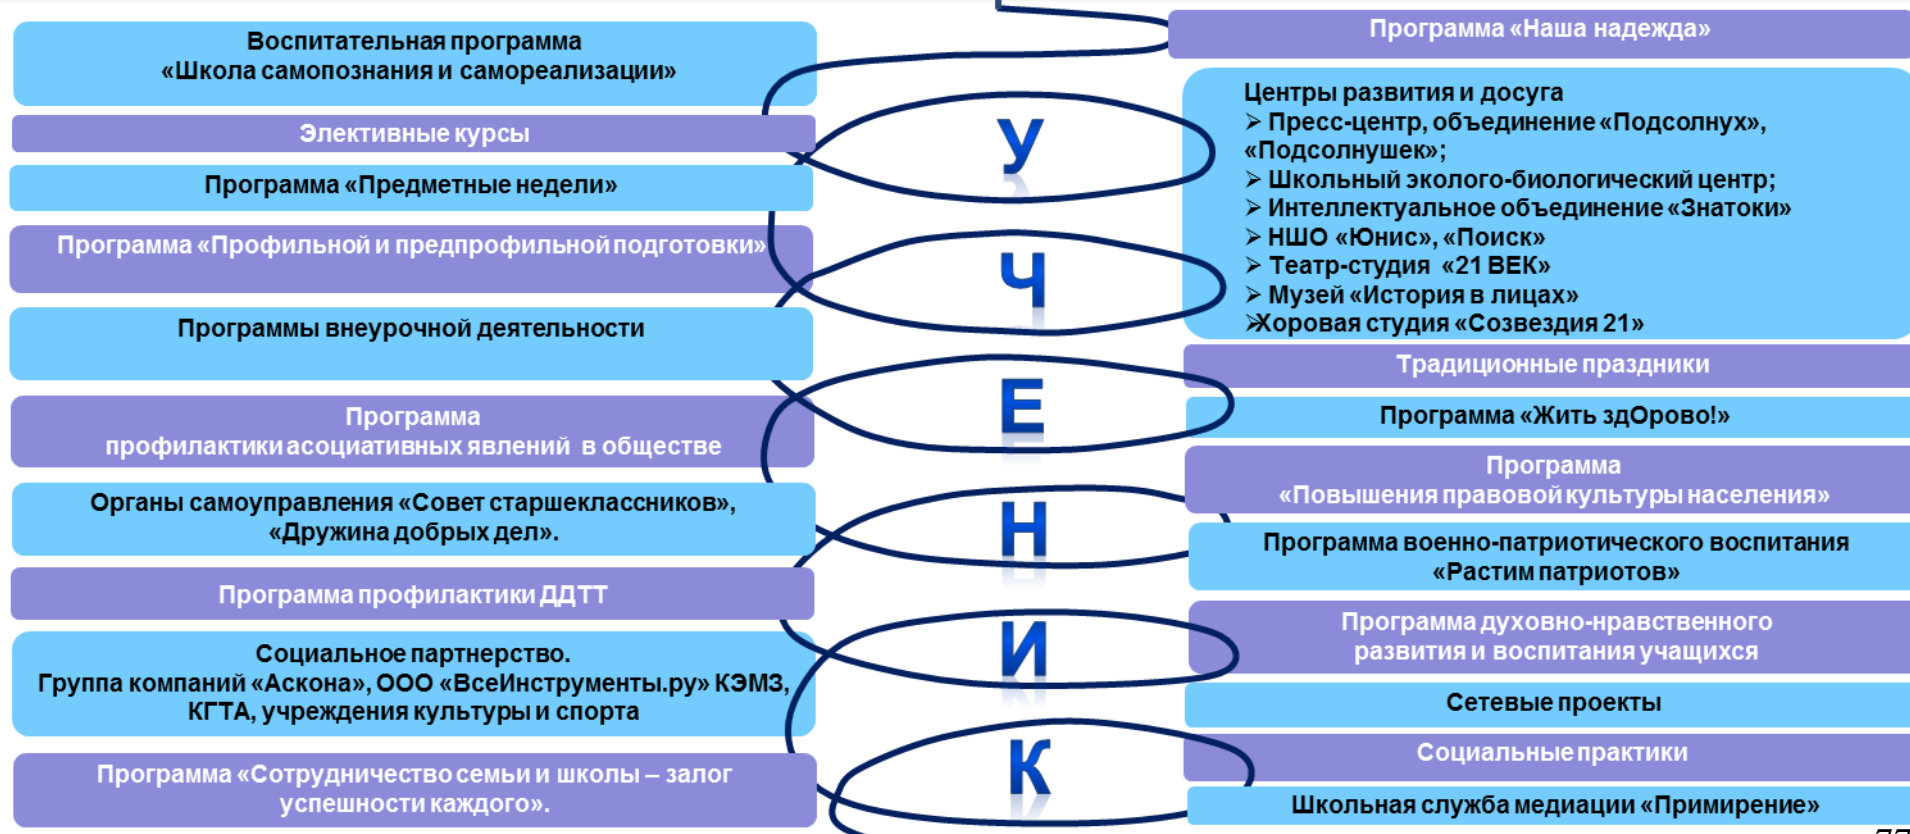 Воспитательная программа
«Школа самопознания и самореализации»
Элективные курсы
Программа «Предметные недели»
Программа «Профильной и предпрофильной подготовки»
Программы внеурочной деятельности
Программа
профилактики асоциативных явлений в обществе
Органы самоуправления «Совет старшеклассников»,
«Дружина добрых дел».
Программа профилактики ДДТТ
Социальное партнерство.
Группа компаний «Аскона», ООО «ВсеИнструменты.ру» КЭМЗ,
КГТА, учреждения культуры и спорта
Программа «Сотрудничество семьи и школы – залог
успешности каждого».
У
Ч
Е
Н
И
К
Программа «Наша надежда»
Центры развития и досуга
➢ Пресс-центр, объединение «Подсолнух»,
«Подсолнушек»;
➢ Школьный эколого-биологический центр;
➢ Интеллектуальное объединение «Знатоки»
➢ НШО «Юнис», «Поиск»
➢ Театр-студия «21 ВЕК»
➢ Музей «История в лицах»
➢Хоровая студия «Созвездия 21»
Традиционные праздники
Программа «Жить здОрово!»
Программа
«Повышения правовой культуры населения»
Программа военно-патриотического воспитания
«Растим патриотов»
Программа духовно-нравственного
развития и воспитания учащихся
Сетевые проекты
Социальные практики
Школьная служба медиации «Примирение»